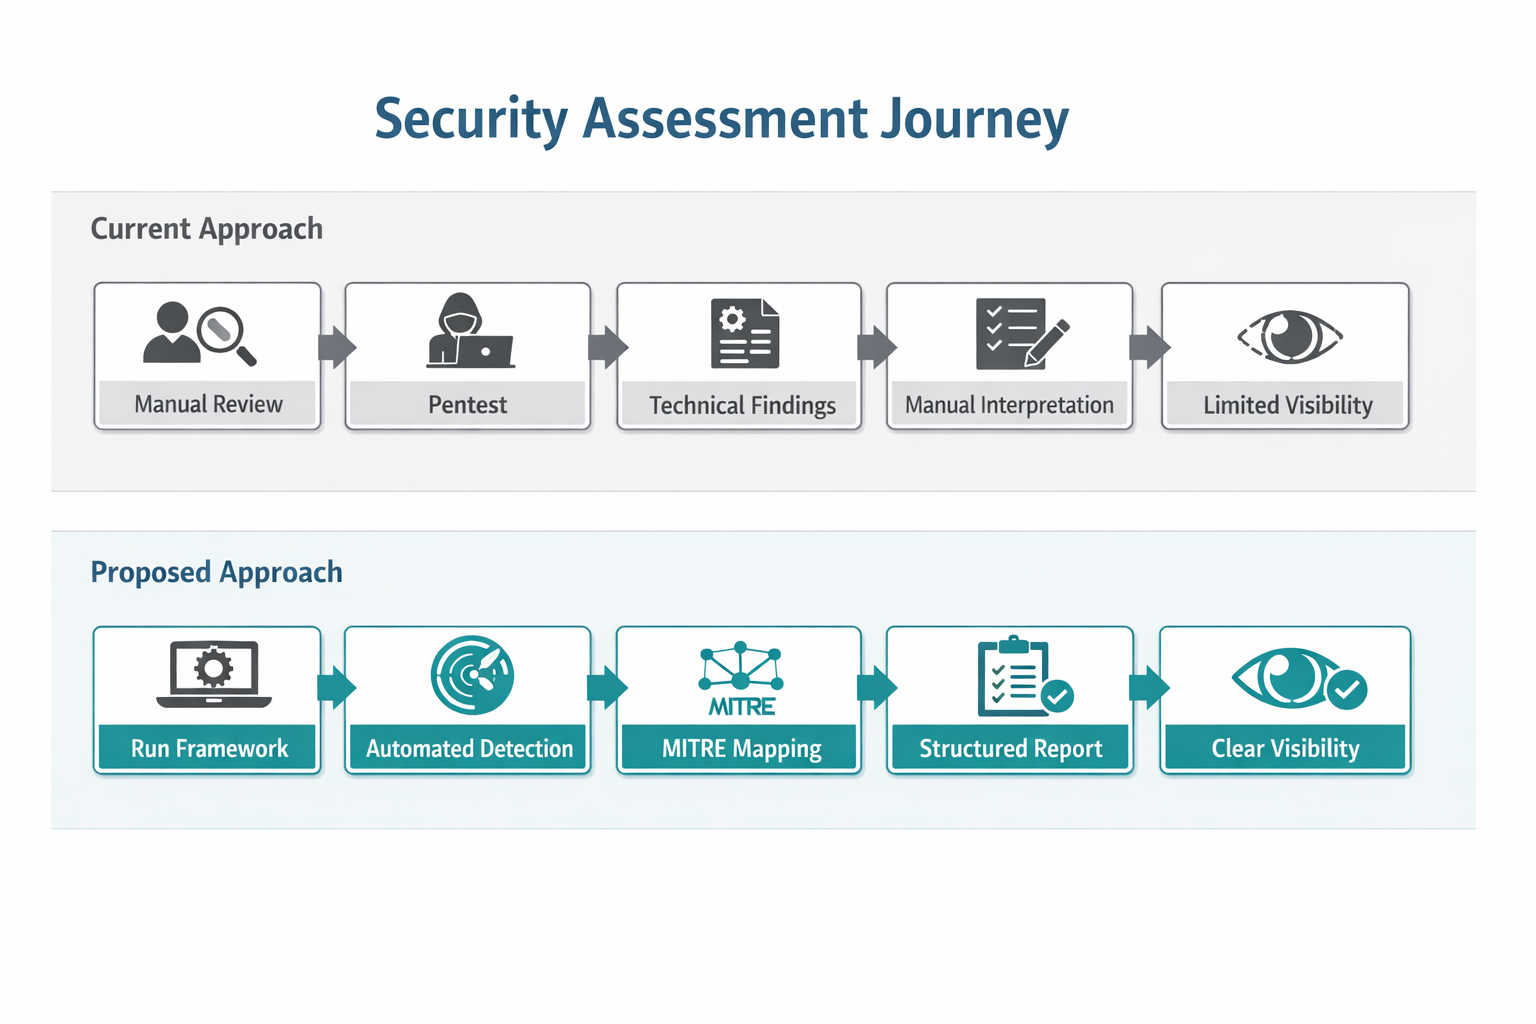 Security Assessment Journey
Current Approach
Manual Review
Pentest
Technical Findings
Manual Interpretation
Limited Visibility
Proposed Approach
MITRE
Run Framework
Automated Detection
MITRE Mapping
Structured Report
Clear Visibility